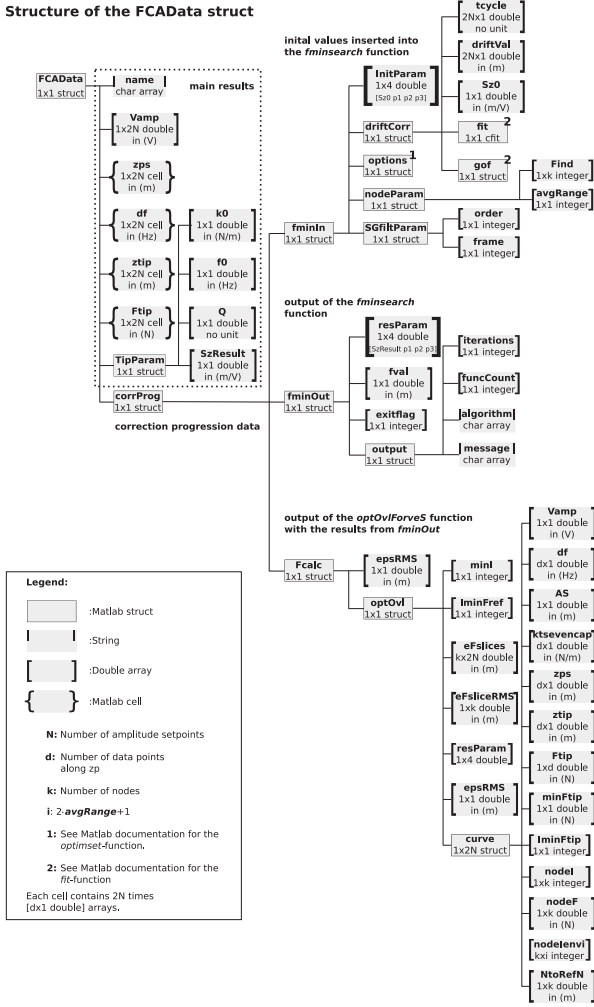 Structure of the FCAData struct
FCAData
1x1 struct
name
char array
main results
Vamp
1x2N double
in (V)
zps
1x2N cell
in (m)
df
1x2N cell
in (Hz)
ztip
1x2N cell
in (m)
Ftip
1x2N cell
in (N)
TipParam
1x1 struct
k0
1x1 double
in (N/m)
f0
1x1 double
in (Hz)
Q
1x1 double
no unit
SzResult
1x1 double
in (m/V)
corrProg
1x1 struct
correction progression data
inital values inserted into
the fminsearch function
fminIn
1x1 struct
InitParam
1x4 double
[Sz0 p1 p2 p3]
driftCorr
1x1 struct
options 1
1x1 struct
nodeParam
1x1 struct
SGfiltParam
1x1 struct
tcycle
2Nx1 double
no unit
driftVal
2Nx1 double
in (m)
Sz0
1x1 double
in (m/V)
fit 2
1x1 cfit
gof 2
1x1 struct
Find
1xk integer
avgRange
1x1 integer
order
1x1 integer
frame
1x1 integer
output of the fminsearch
function
fminOut
1x1 struct
resParam
1x4 double
[SzResult p1 p2 p3]
fval
1x1 double
in (m)
exitflag
1x1 integer
output
1x1 struct
iterations
1x1 integer
funcCount
1x1 integer
algorithm
char array
message
char array
output of the optOvlForveS function
with the results from fminOut
Fcalc
1x1 struct
epsRMS
1x1 double
in (m)
optOvl
1x1 struct
minI
1x1 integer
IminFref
1x1 integer
eFslices
kx2N double
in (m)
eFsliceRMS
1xk double
in (m)
resParam
1x4 double
epsRMS
1x1 double
in (m)
curve
1x2N struct
Vamp
1x1 double
in (V)
df
dx1 double
in (Hz)
AS
1x1 double
in (m)
ktsevencap
dx1 double
in (N/m)
zps
dx1 double
in (m)
ztip
dx1 double
in (m)
Ftip
1xd double
in (N)
minFtip
1x1 double
in (N)
IminFtip
1x1 integer
nodeI
1xk integer
nodeF
1xk double
in (N)
nodeIenvi
kxi integer
NtoRefN
1xk double
in (m)
Legend:
:Matlab struct
:String
:Double array
:Matlab cell
N: Number of amplitude setpoints
d: Number of data points
along zp
k: Number of nodes
i: 2·avgRange+1
1: See Matlab documentation for the
optimset-function.
2: See Matlab documentation for the
fit-function
Each cell contains 2N times
[dx1 double] arrays.